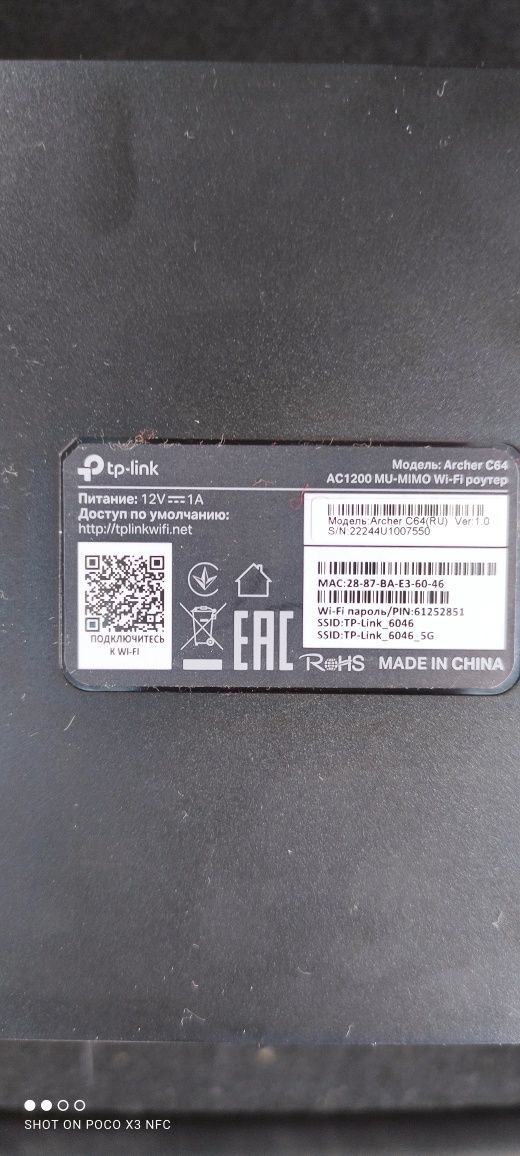 tp-link
Модель: Archer C64
AC1200 MU-MIMO Wi-Fi роутер
Питание: 12V⎓1A
Доступ по умолчанию:
http://tplinkwifi.net
Модель:Archer C64(RU) Ver:1.0
S/N:22244U1007550
MAC:28-87-BA-E3-60-46
Wi-Fi пароль/PIN:61252851
SSID:TP-Link_6046
SSID:TP-Link_6046_5G
ПОДКЛЮЧИТЕСЬ
К WI-FI
EAC
RoHS
MADE IN CHINA
SHOT ON POCO X3 NFC